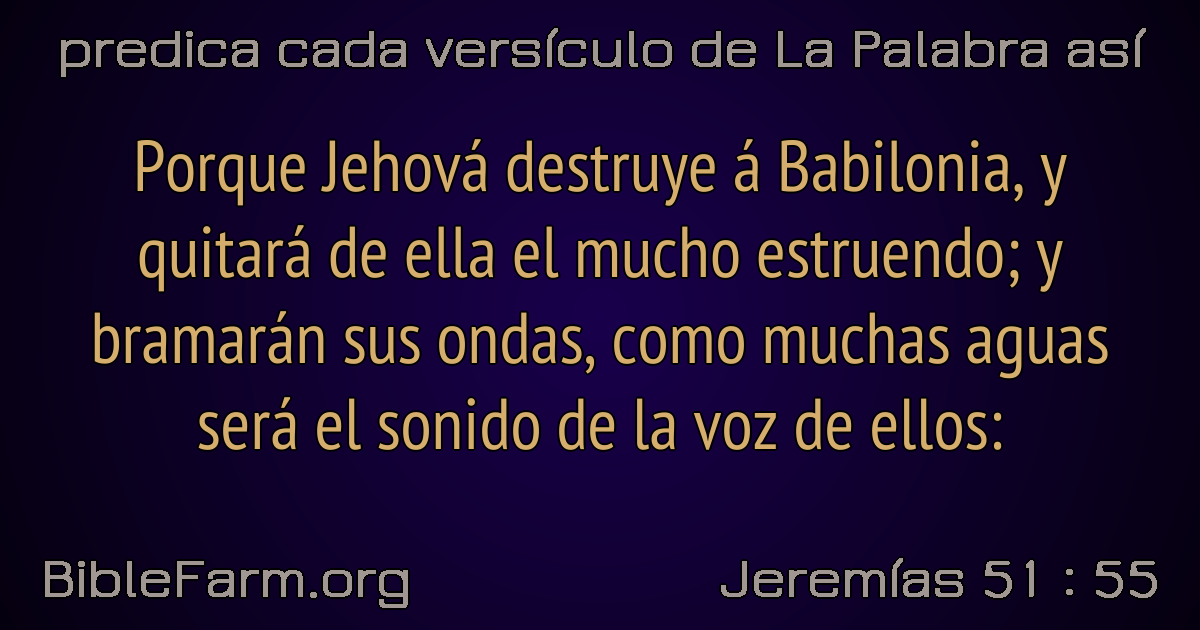 predica cada versículo de La Palabra así
Porque Jehová destruye á Babilonia, y
quitará de ella el mucho estruendo; y
bramarán sus ondas, como muchas aguas
será el sonido de la voz de ellos:
BibleFarm.org
Jeremías 51 : 55